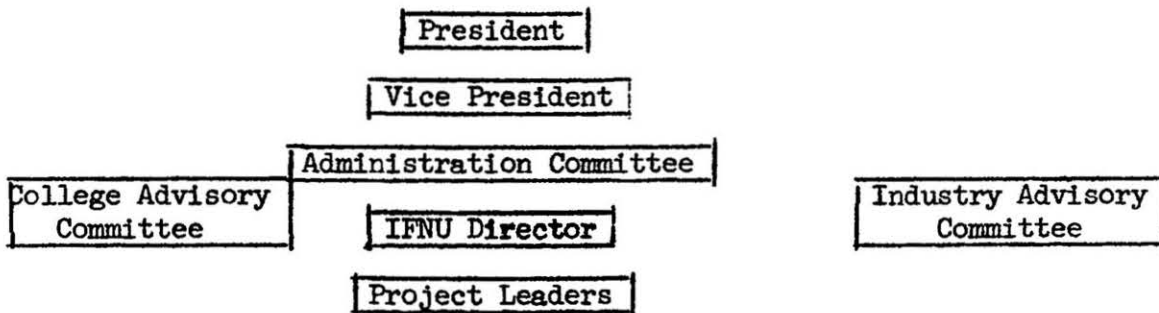 President
Vice President
Administration Committee
College Advisory
Committee
Industry Advisory
Committee
IFNU Director
Project Leaders